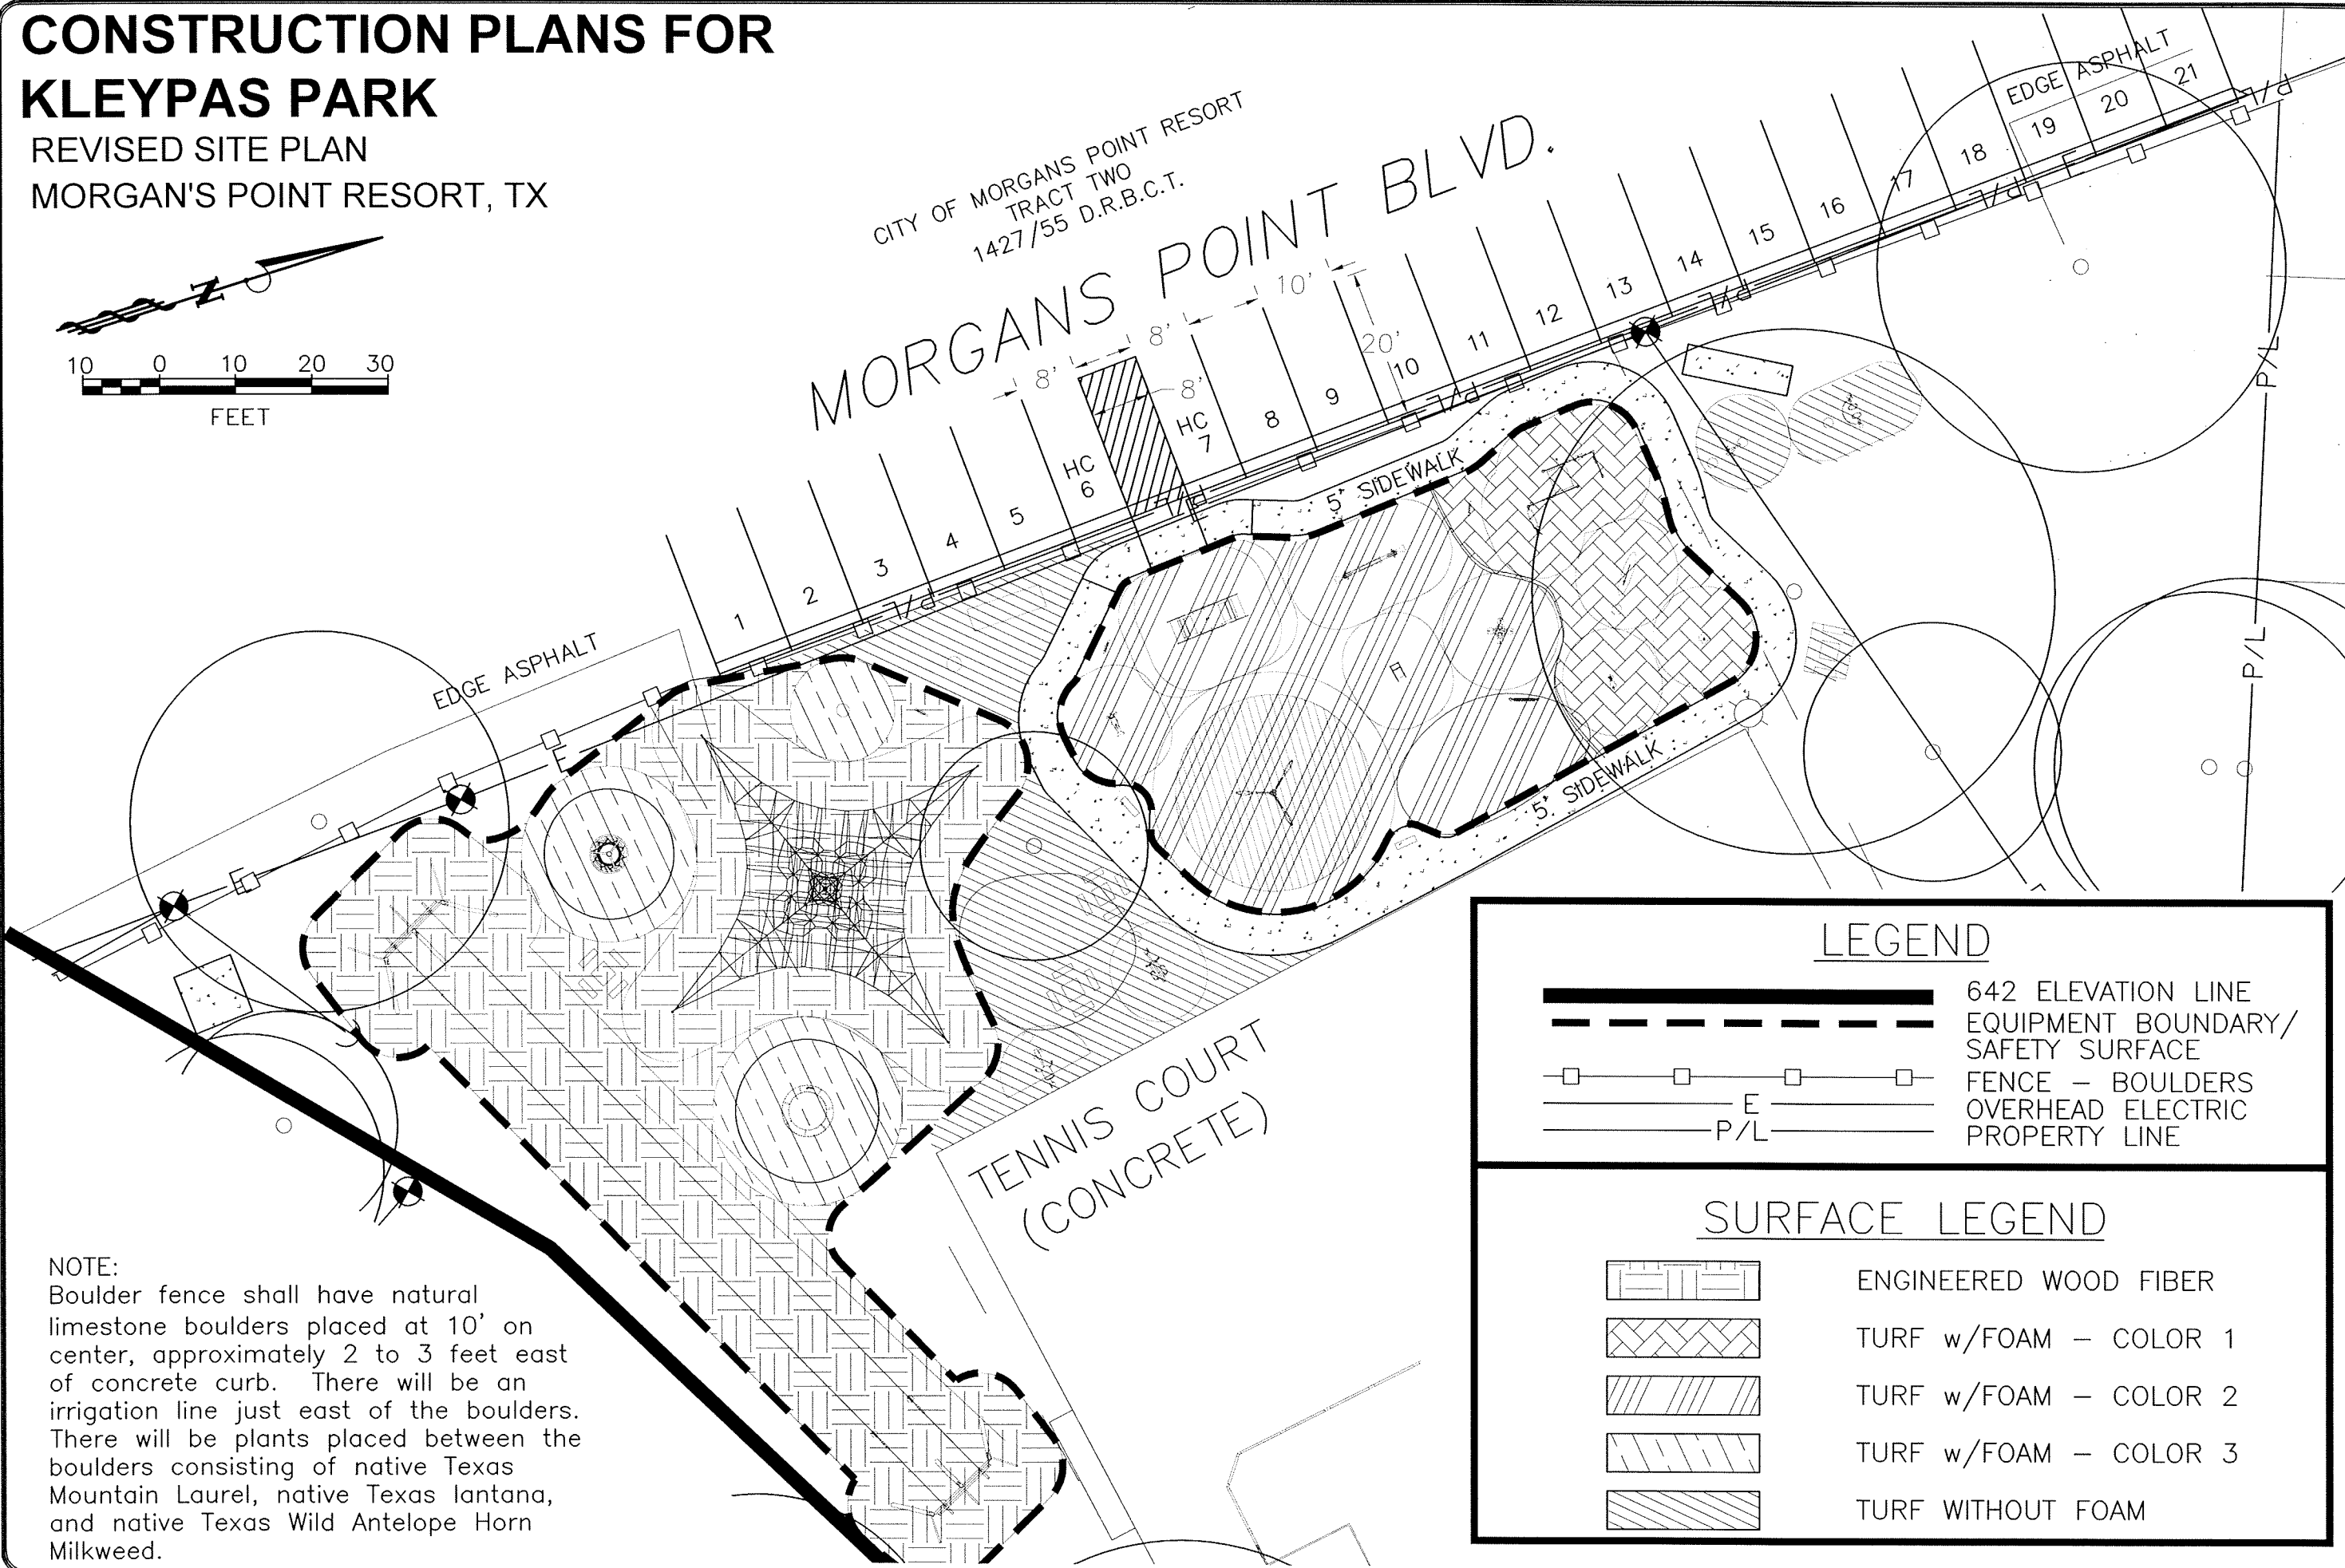 CONSTRUCTION PLANS FOR
KLEYPAS PARK
REVISED SITE PLAN
MORGAN'S POINT RESORT, TX
N
10 0 10 20 30
FEET
CITY OF MORGANS POINT RESORT
TRACT TWO
1427/55 D.R.B.C.T.
MORGANS POINT BLVD.
EDGE ASPHALT
1
2
3
4
5
HC
6
HC
7
8
9
10
11
12
13
14
15
16
17
18
19
20
21
8'
8'
8'
10'
20'
EDGE ASPHALT
P/L
P/L
P/L
P/L
P/L
P/L
P/L
E
E
E
5' SIDEWALK
5' SIDEWALK
TENNIS COURT
(CONCRETE)
NOTE:
Boulder fence shall have natural
limestone boulders placed at 10' on
center, approximately 2 to 3 feet east
of concrete curb. There will be an
irrigation line just east of the boulders.
There will be plants placed between the
boulders consisting of native Texas
Mountain Laurel, native Texas lantana,
and native Texas Wild Antelope Horn
Milkweed.
LEGEND
642 ELEVATION LINE
EQUIPMENT BOUNDARY/
SAFETY SURFACE
FENCE – BOULDERS
E OVERHEAD ELECTRIC
P/L PROPERTY LINE
SURFACE LEGEND
ENGINEERED WOOD FIBER
TURF w/FOAM – COLOR 1
TURF w/FOAM – COLOR 2
TURF w/FOAM – COLOR 3
TURF WITHOUT FOAM